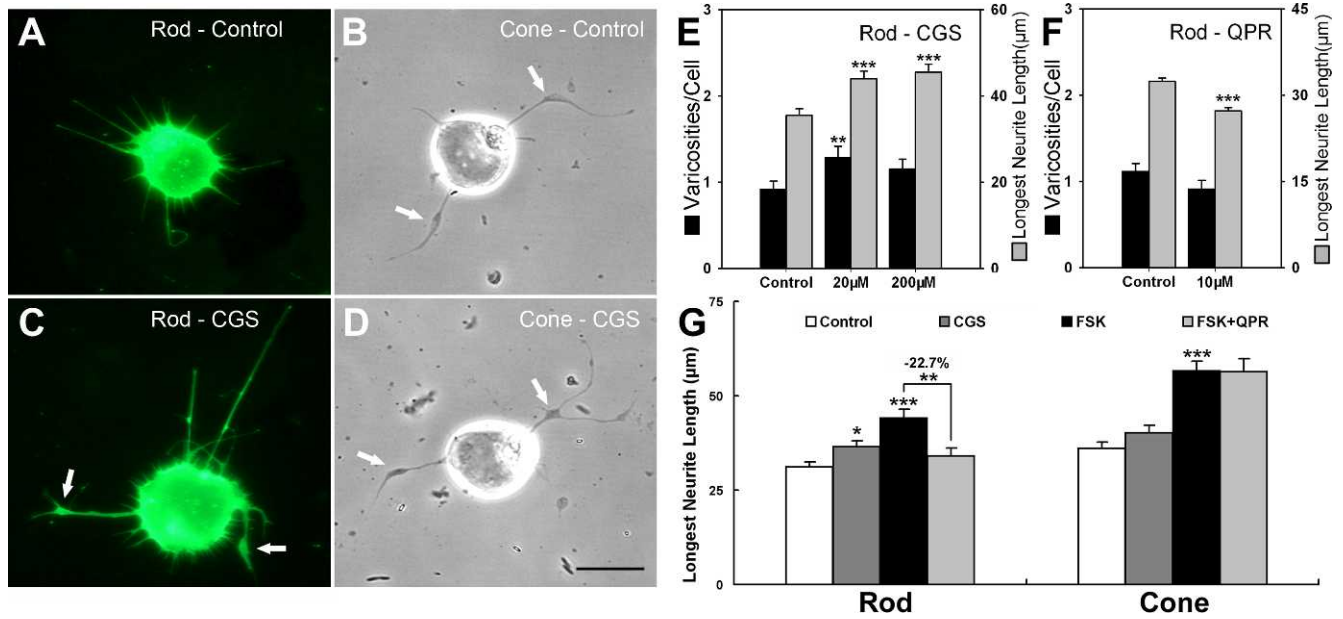 A
Rod - Control
B
Cone - Control
C
Rod - CGS
D
Cone - CGS
E
Rod - CGS
Varicosities/Cell
Longest Neurite Length(µm)
3
2
1
0
60
40
20
0
**
***
***
Control
20µM
200µM
F
Rod - QPR
Varicosities/Cell
Longest Neurite Length(µm)
3
2
1
0
45
30
15
0
***
Control
10µM
G
Longest Neurite Length (µm)
75
50
25
0
Control
CGS
FSK
FSK+QPR
*
***
-22.7%
**
***
Rod
Cone